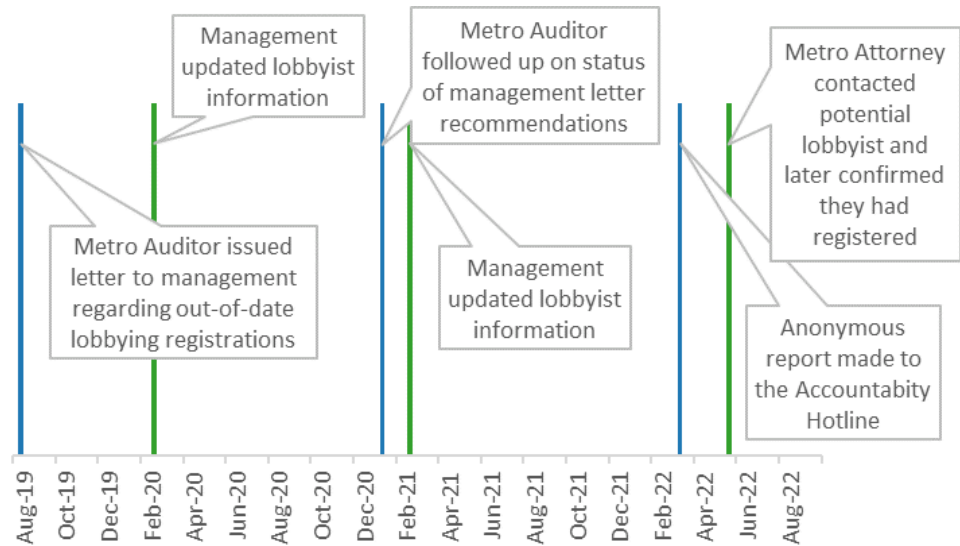 Management
updated lobbyist
information
Metro Auditor
followed up on status
of management letter
recommendations
Metro Attorney
contacted
potential
lobbyist and
later confirmed
they had
registered
Metro Auditor issued
letter to management
regarding out-of-date
lobbying registrations
Management
updated lobbyist
information
Anonymous
report made to
the Accountabity
Hotline
Aug-19
Oct-19
Dec-19
Feb-20
Apr-20
Jun-20
Aug-20
Oct-20
Dec-20
Feb-21
Apr-21
Jun-21
Aug-21
Oct-21
Dec-21
Feb-22
Apr-22
Jun-22
Aug-22